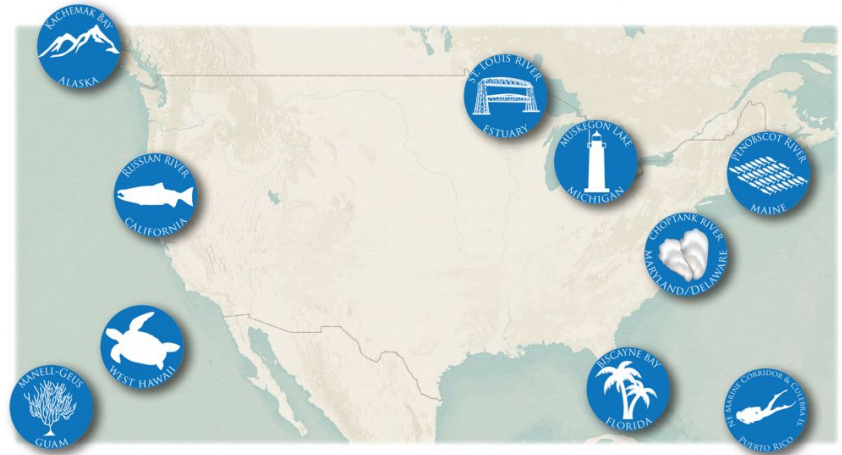 KACHEMAK BAY
ALASKA
ST. LOUIS RIVER
ESTUARY
MUSKEGON LAKE
MICHIGAN
PENOBSCOT RIVER
MAINE
RUSSIAN RIVER
CALIFORNIA
CHOPTANK RIVER
MARYLAND/DELAWARE
WEST HAWAII
MANELL-GEUS
GUAM
BISCAYNE BAY
FLORIDA
NE MARINE CORRIDOR & CULEBRA IS.
PUERTO RICO